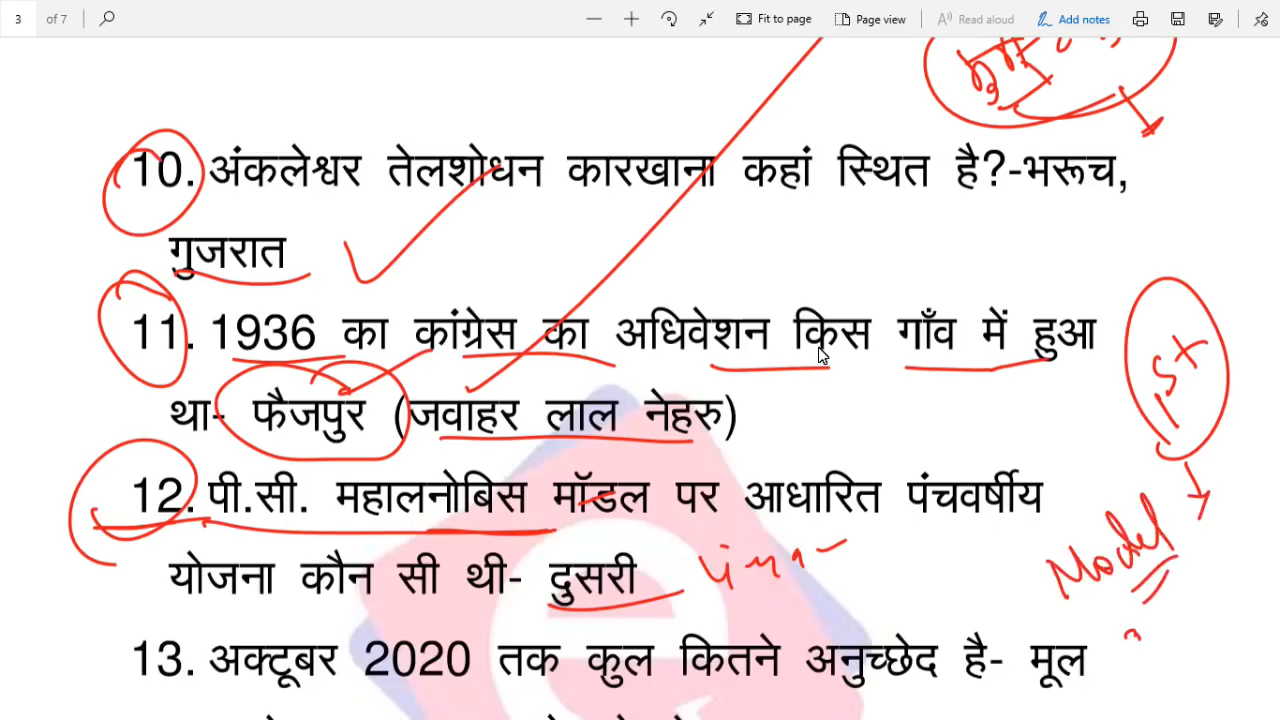 3 of 7 Fit to page Page view Read aloud Add notes
10. अंकलेश्वर तेलशोधन कारखाना कहां स्थित है?-भरूच,
गुजरात
11. 1936 का कांग्रेस का अधिवेशन किस गाँव में हुआ
था- फैजपुर (जवाहर लाल नेहरु)
1st
12. पी.सी. महालनोबिस मॉडल पर आधारित पंचवर्षीय
योजना कौन सी थी- दुसरी
Model
13. अक्टूबर 2020 तक कुल कितने अनुच्छेद है- मूल